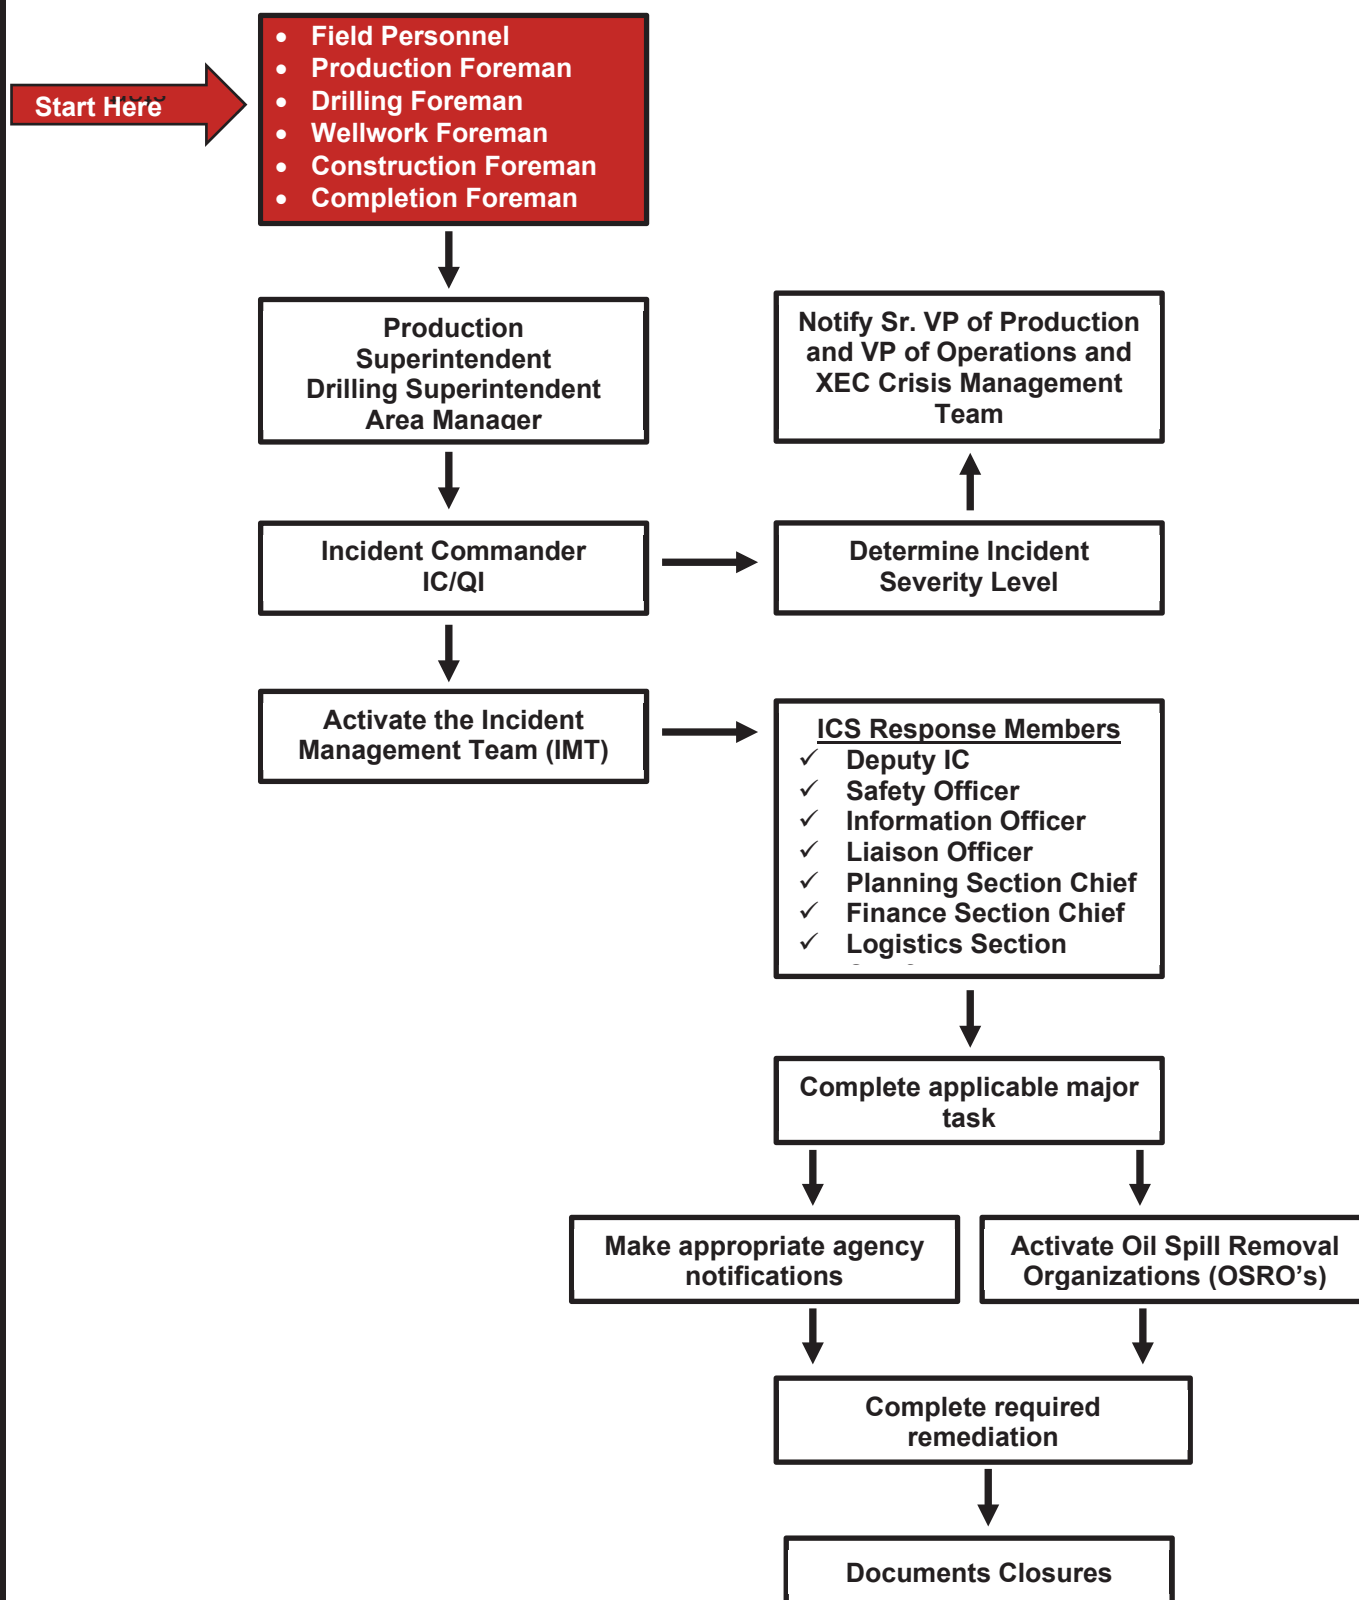 Start Here
• Field Personnel
• Production Foreman
• Drilling Foreman
• Wellwork Foreman
• Construction Foreman
• Completion Foreman
Production
Superintendent
Drilling Superintendent
Area Manager
Notify Sr. VP of Production
and VP of Operations and
XEC Crisis Management
Team
Incident Commander
IC/QI
Determine Incident
Severity Level
Activate the Incident
Management Team (IMT)
ICS Response Members
✓ Deputy IC
✓ Safety Officer
✓ Information Officer
✓ Liaison Officer
✓ Planning Section Chief
✓ Finance Section Chief
✓ Logistics Section
Complete applicable major
task
Make appropriate agency
notifications
Activate Oil Spill Removal
Organizations (OSRO’s)
Complete required
remediation
Documents Closures